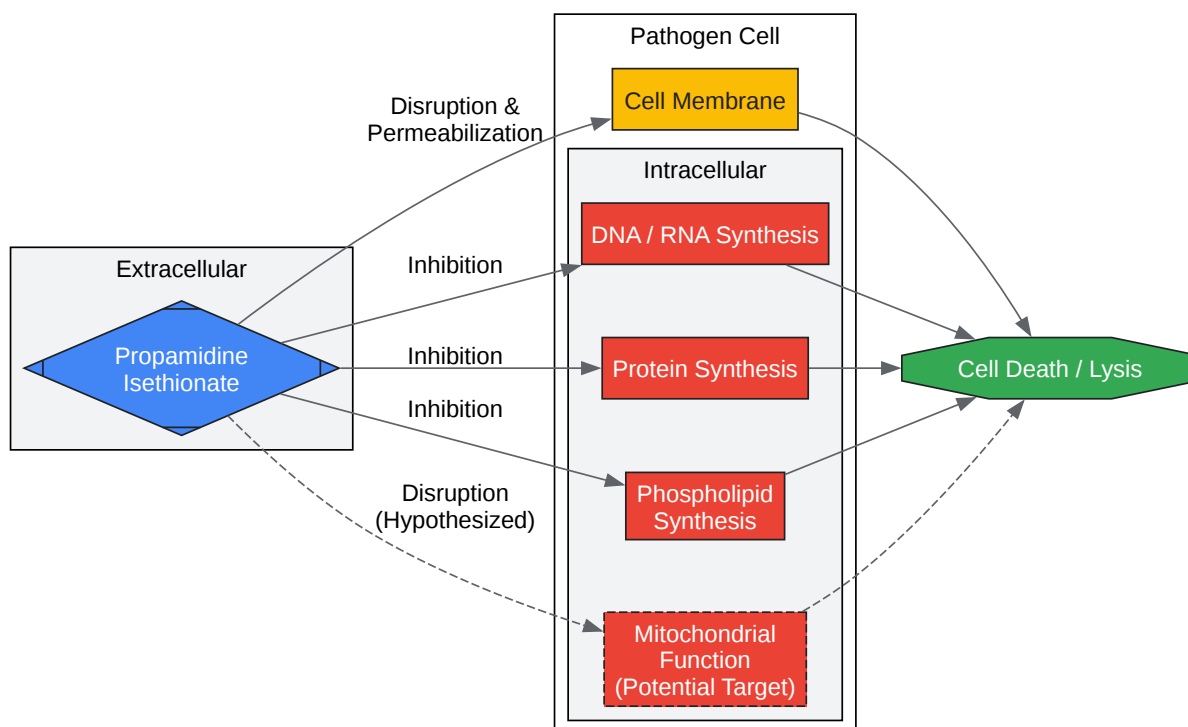 Pathogen Cell
Cell Membrane
Disruption &
Permeabilization
Intracellular
DNA / RNA Synthesis
Extracellular
Inhibition
Propamidine
Isethionate
Inhibition
Protein Synthesis
Cell Death / Lysis
Inhibition
Phospholipid
Synthesis
Disruption
(Hypothesized)
Mitochondrial
Function
(Potential Target)